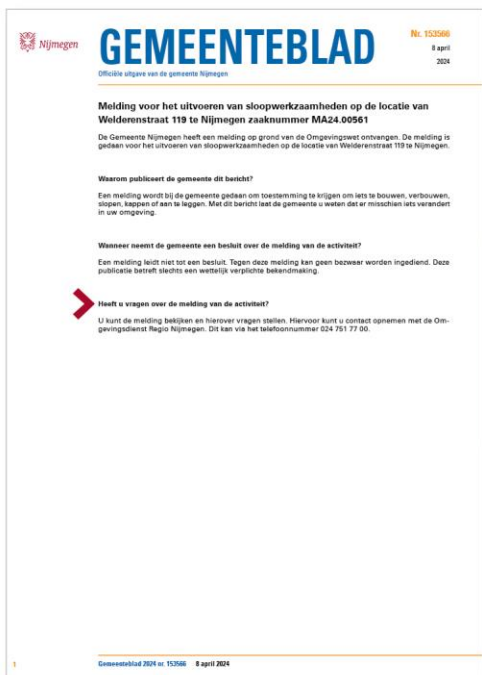 Nijmegen
GEMEENTEBLAD
Officiële uitgave van de gemeente Nijmegen
Nr. 153566
8 april
2024
Melding voor het uitvoeren van sloopwerkzaamheden op de locatie van
Welderenstraat 119 te Nijmegen zaaknummer MA24.00561
De Gemeente Nijmegen heeft een melding op grond van de Omgevingswet ontvangen. De melding is
gedaan voor het uitvoeren van sloopwerkzaamheden op de locatie van Welderenstraat 119 te Nijmegen.
Waarom publiceert de gemeente dit bericht?
Een melding wordt bij de gemeente gedaan om toestemming te krijgen om iets te bouwen, verbouwen,
slopen, kappen of aan te leggen. Met dit bericht laat de gemeente u weten dat er misschien iets verandert
in uw omgeving.
Wanneer neemt de gemeente een besluit over de melding van de activiteit?
Een melding leidt niet tot een besluit. Tegen deze melding kan geen bezwaar worden ingediend. Deze
publicatie betreft slechts een wettelijk verplichte bekendmaking.
Heeft u vragen over de melding van de activiteit?
U kunt de melding bekijken en hierover vragen stellen. Hiervoor kunt u contact opnemen met de Om-
gevingsdienst Regio Nijmegen. Dit kan via het telefoonnummer 024 751 77 00.
1
Gemeenteblad 2024 nr. 153566 8 april 2024